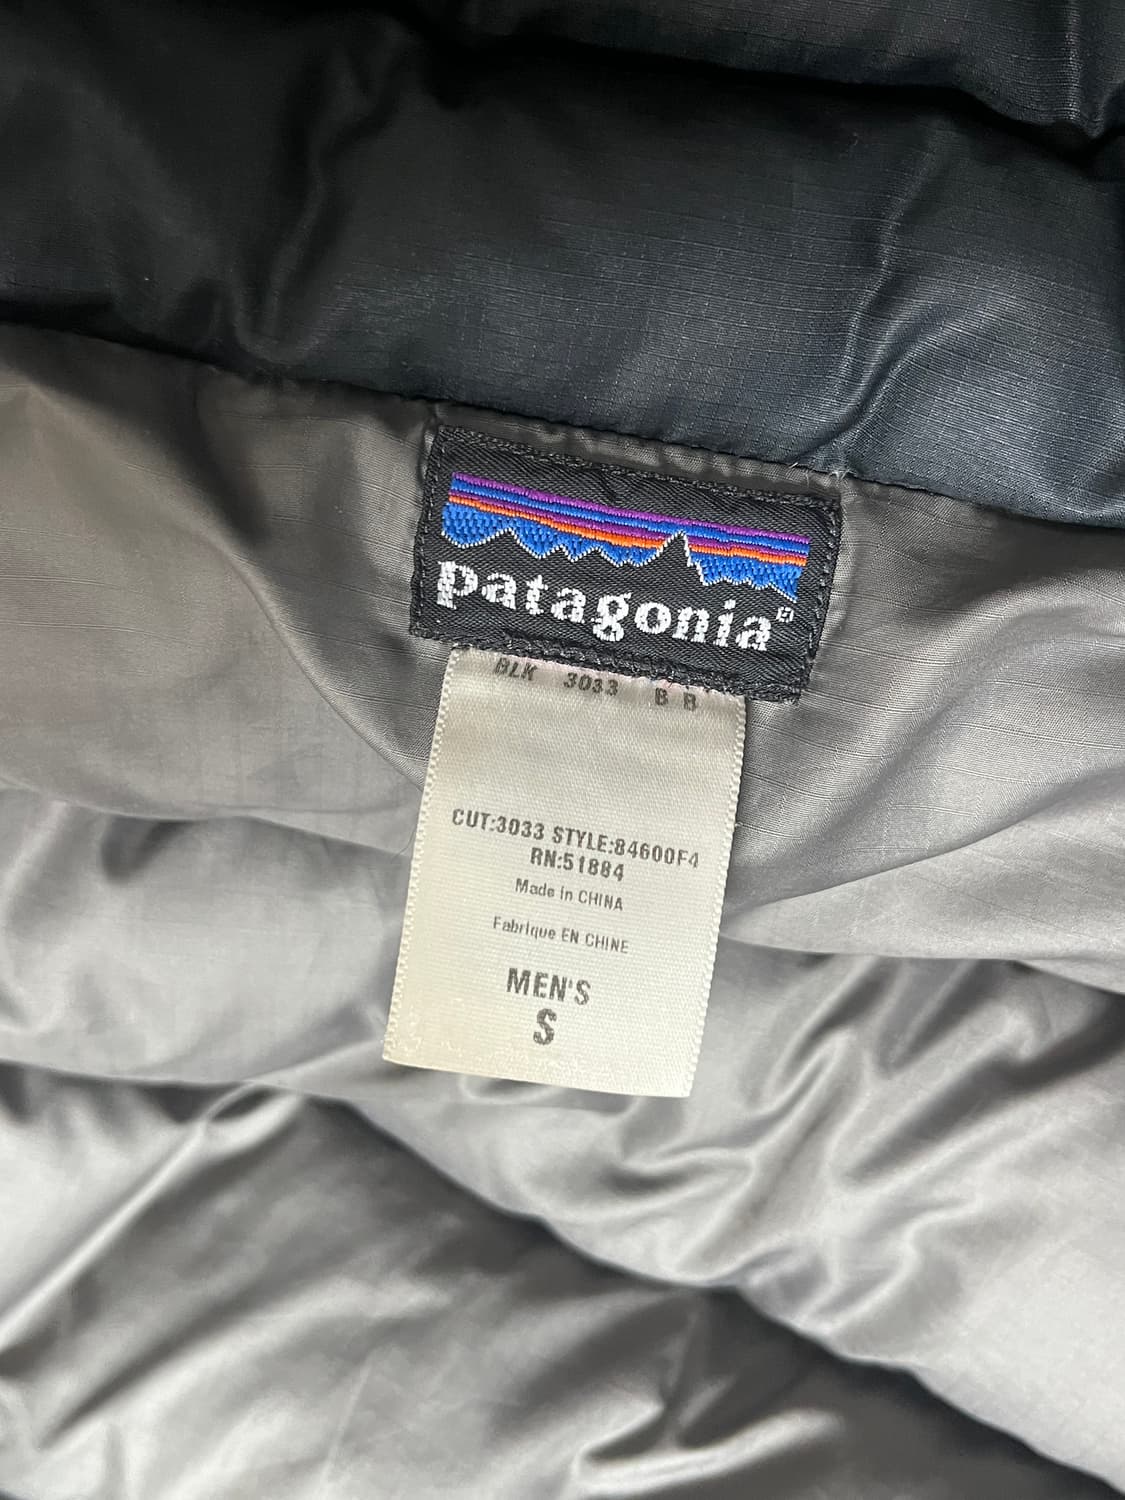 patagonia®
BLK 3033 B B
CUT:3033 STYLE:84600F4
RN:51884
Made in CHINA
Fabrique EN CHINE
MEN'S
S